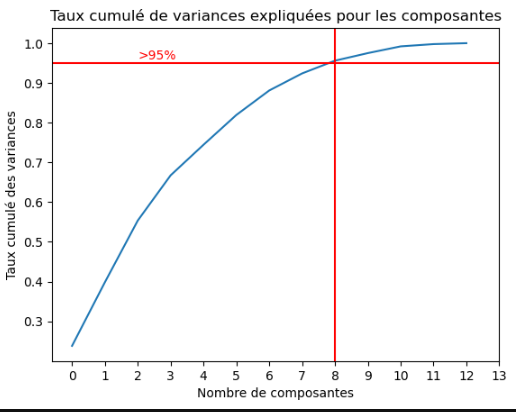 Taux cumulé de variances expliquées pour les composantes
1.0
>95%
0.9
0.8
0.7
0.6
0.5
0.4
0.3
Taux cumulé des variances
0 1 2 3 4 5 6 7 8 9 10 11 12 13
Nombre de composantes